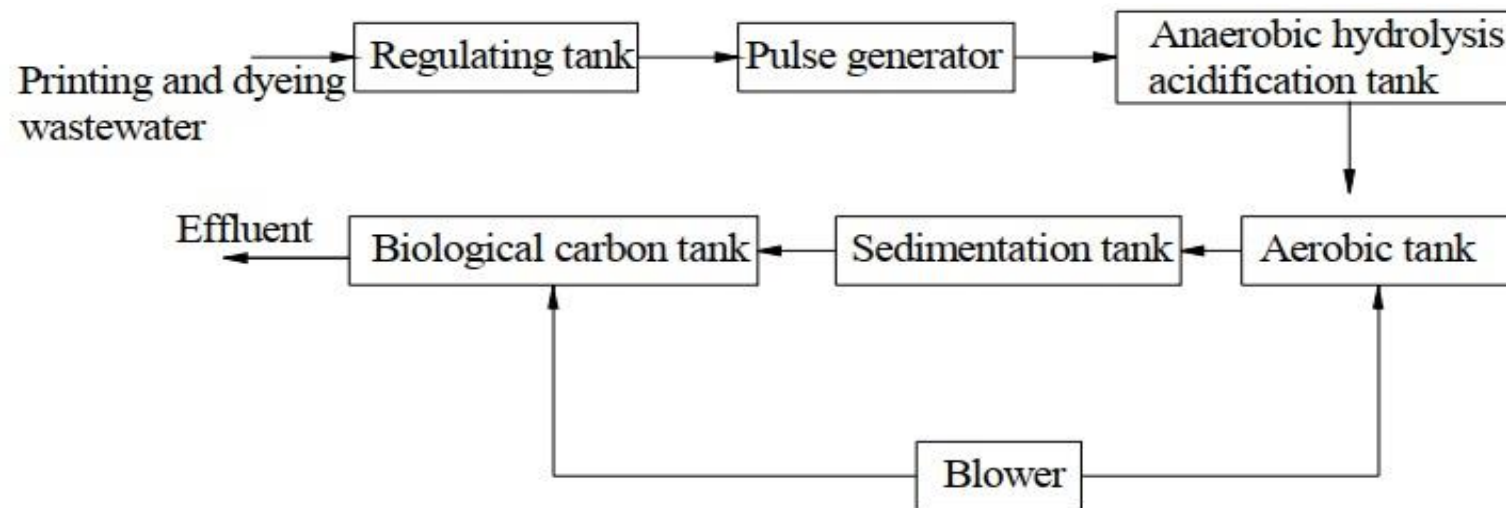 Printing and dyeing
wastewater
Regulating tank
Pulse generator
Anaerobic hydrolysis
acidification tank
Aerobic tank
Sedimentation tank
Biological carbon tank
Effluent
Blower